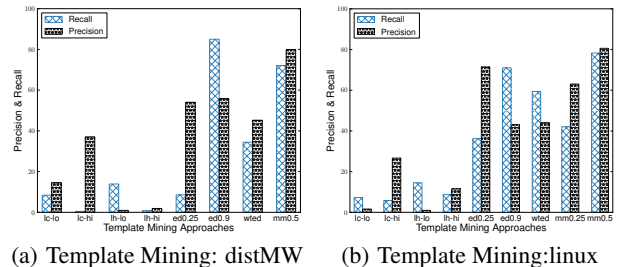 100
80
60
40
20
0
Precision & Recall
Recall
Precision
lc-lo lc-hi lh-lo lh-hi ed0.25 ed0.9 wted mm0.5
Template Mining Approaches
(a) Template Mining: distMW
100
80
60
40
20
0
Precision & Recall
Recall
Precision
lc-lo lc-hi lh-lo lh-hi ed0.25 ed0.9 wted mm0.25 mm0.5
Template Mining Approaches
(b) Template Mining:linux